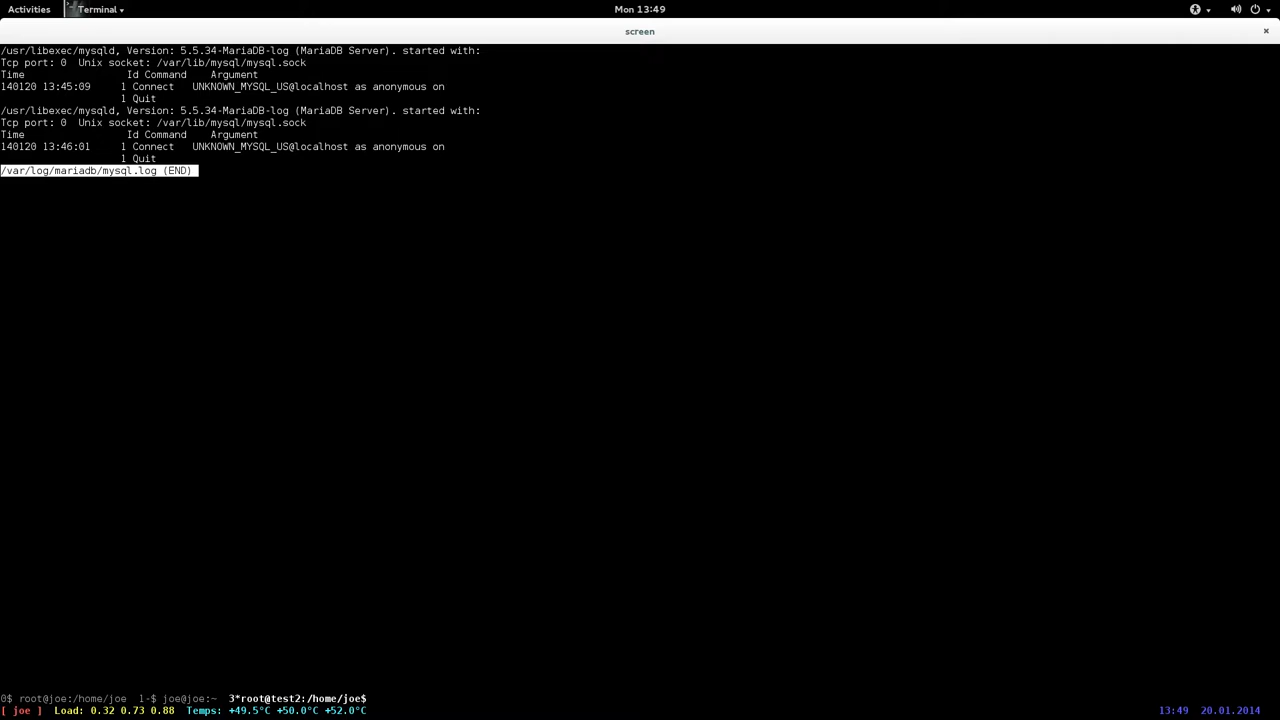 Activities Terminal Mon 13:49
screen
/usr/libexec/mysqld, Version: 5.5.34-MariaDB-log (MariaDB Server). started with:
Tcp port: 0  Unix socket: /var/lib/mysql/mysql.sock
Time                 Id Command    Argument
140120 13:45:09     1 Connect   UNKNOWN_MYSQL_US@localhost as anonymous on
                    1 Quit
/usr/libexec/mysqld, Version: 5.5.34-MariaDB-log (MariaDB Server). started with:
Tcp port: 0  Unix socket: /var/lib/mysql/mysql.sock
Time                 Id Command    Argument
140120 13:46:01     1 Connect   UNKNOWN_MYSQL_US@localhost as anonymous on
                    1 Quit
/var/log/mariadb/mysql.log (END)
0$ root@joe:/home/joe  1-$ joe@joe:~  3*root@test2:/home/joe$
[ joe ]  Load: 0.32 0.73 0.88  Temps: +49.5°C +50.0°C +52.0°C 13:49  20.01.2014